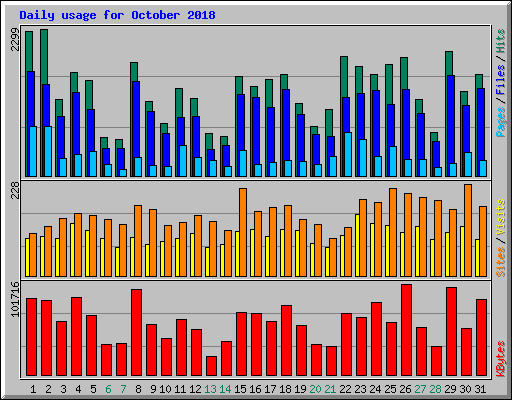 Daily usage for October 2018
2299
Pages / Files / Hits
228
Sites / Visits
101716
KBytes
1 2 3 4 5 6 7 8 9 10 11 12 13 14 15 16 17 18 19 20 21 22 23 24 25 26 27 28 29 30 31